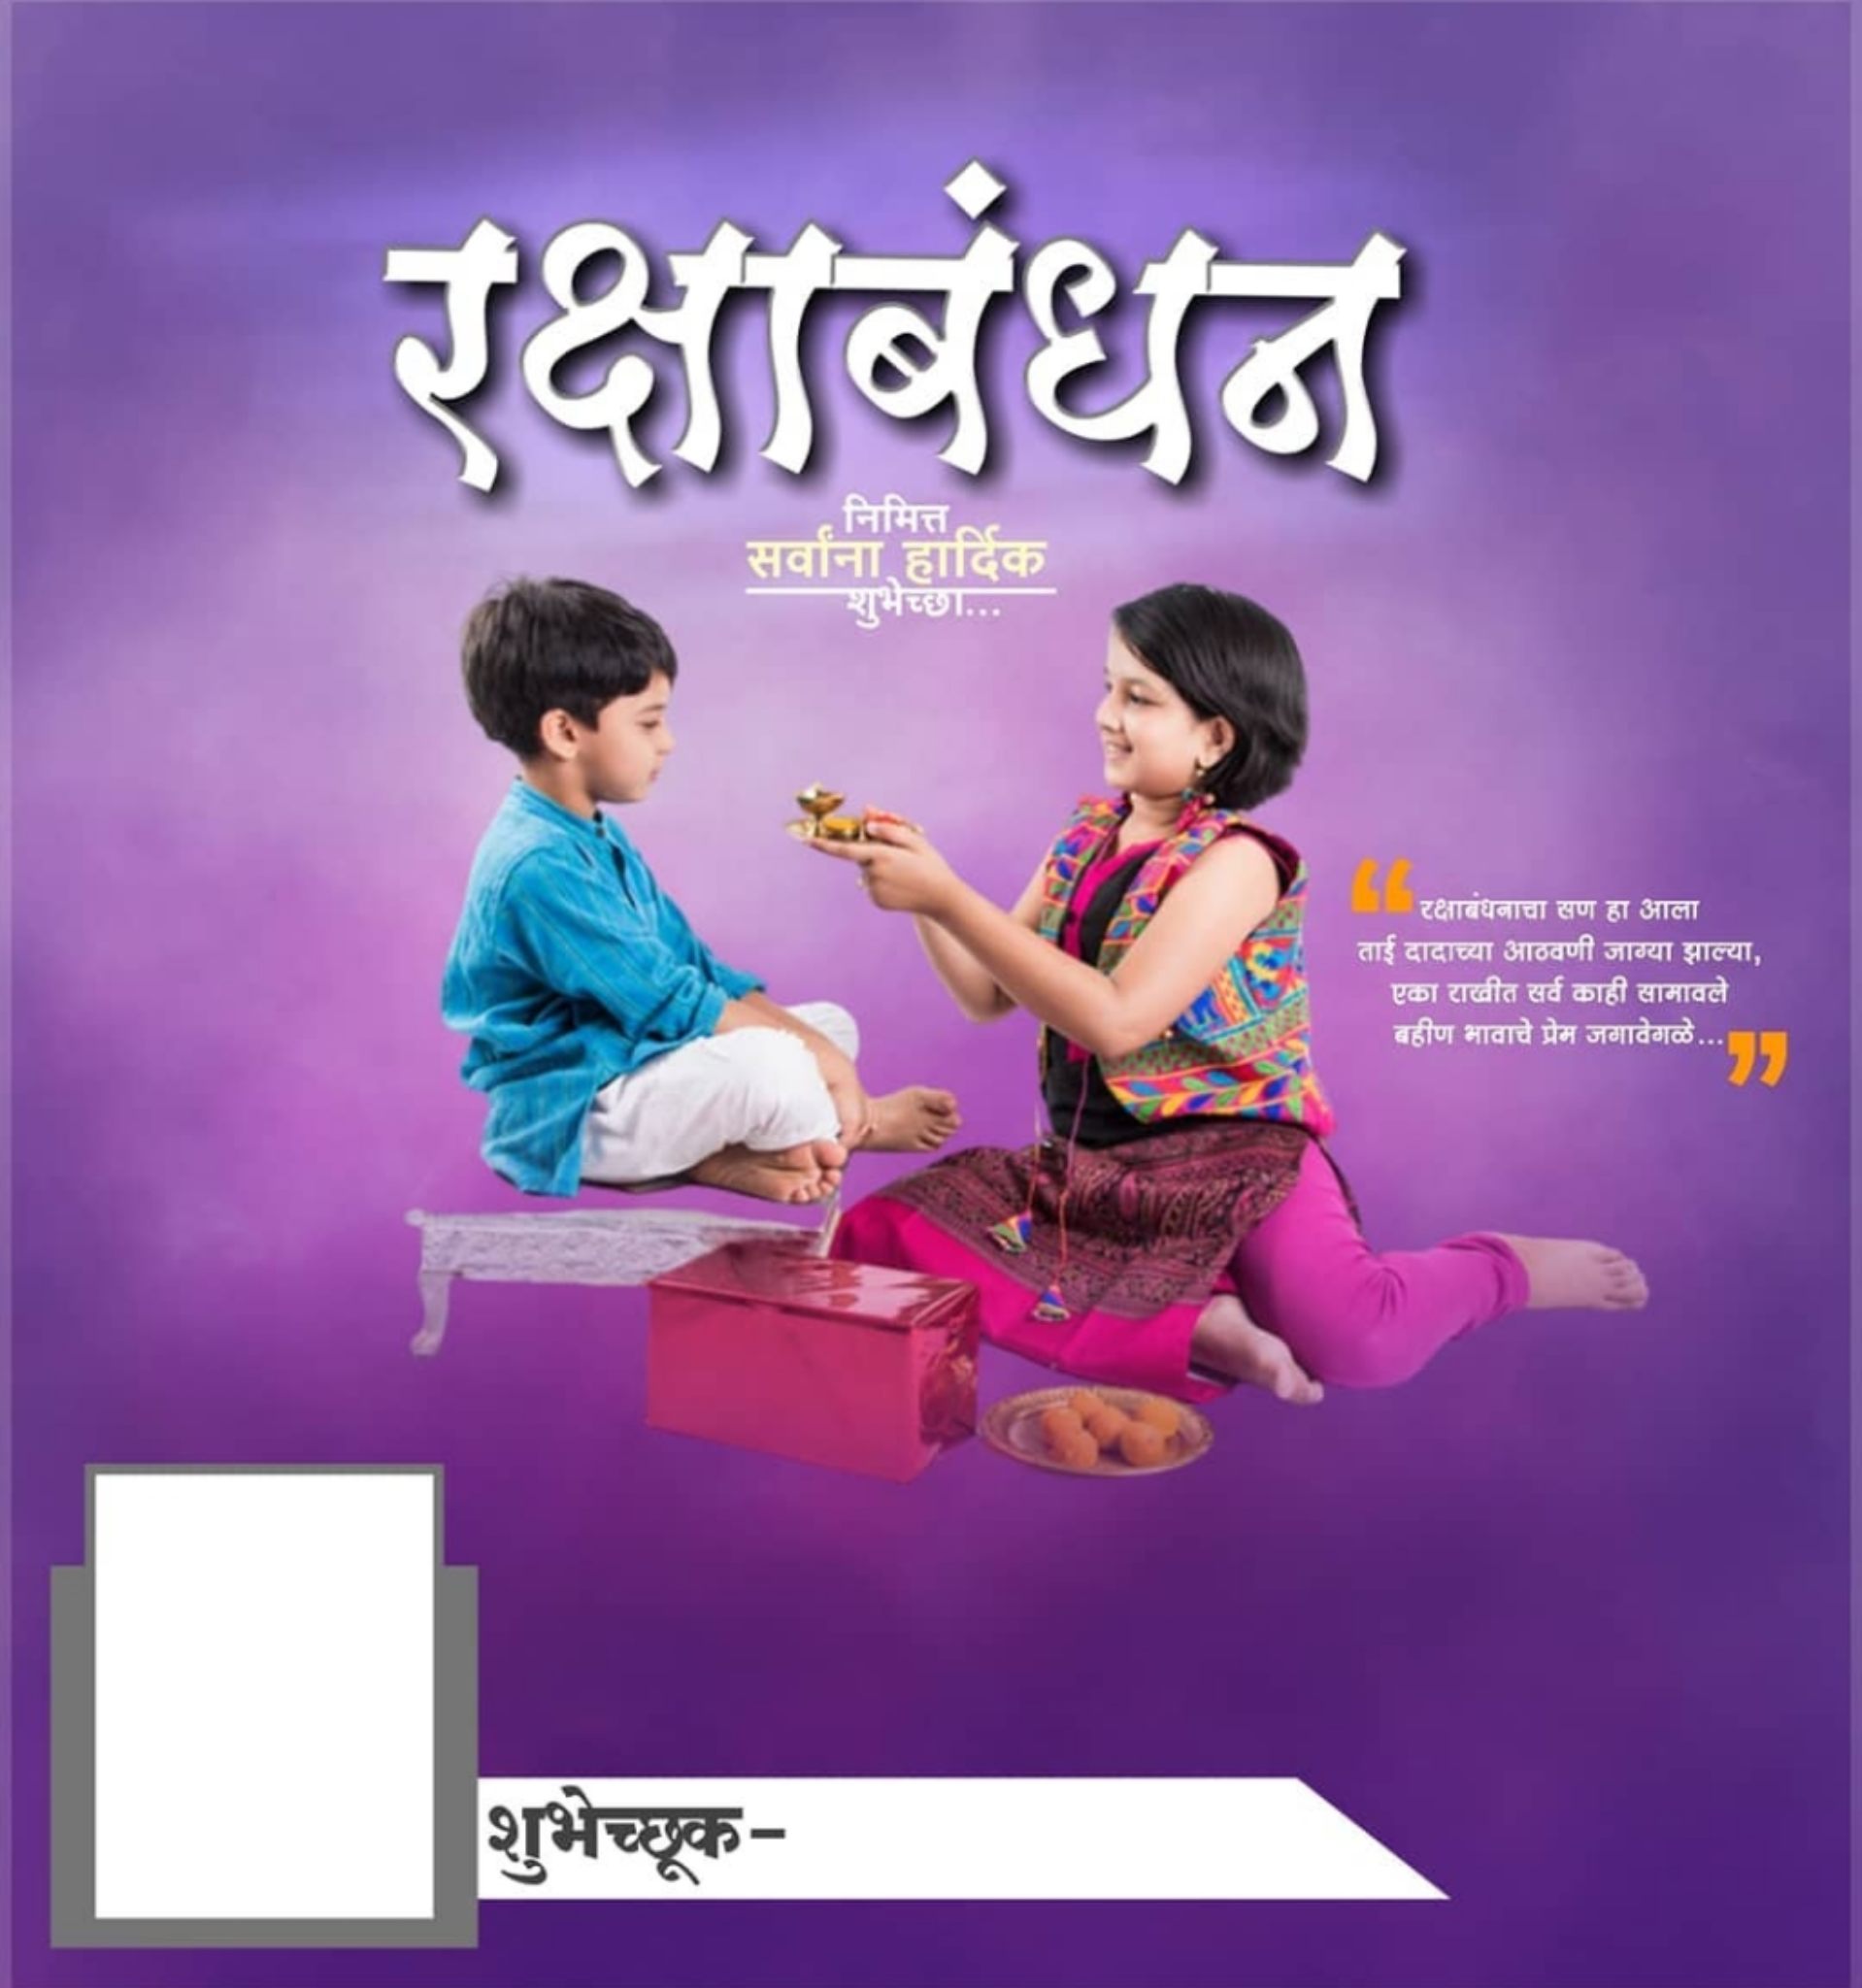 रक्षाबंधन
निमित्त
सर्वांना हार्दिक
शुभेच्छा...
“रक्षाबंधनाचा सण हा आला
ताई दादाच्या आठवणी जाग्या झाल्या,
एका राखीत सर्व काही सामावले
बहीण भावाचे प्रेम जगावेगळे...”
शुभेच्छूक-